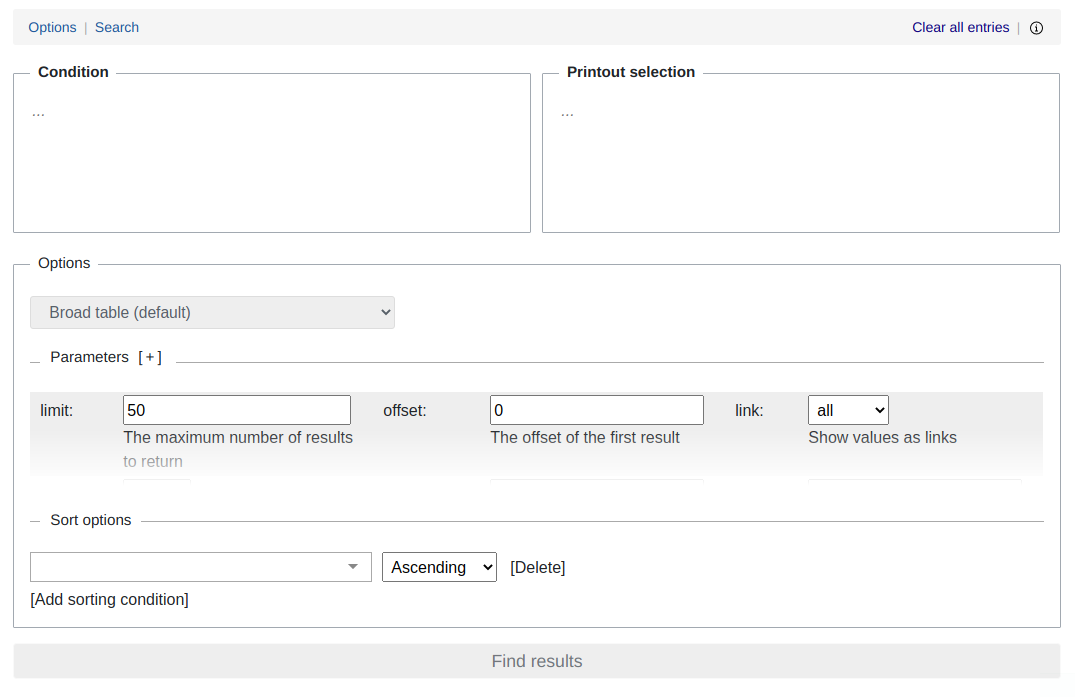 Options | Search Clear all entries |
Condition Printout selection
... ...
Options
Broad table (default)
Parameters [+]
limit: 50 offset: 0 link: all
The maximum number of results The offset of the first result Show values as links
to return
Sort options
Ascending [Delete]
[Add sorting condition]
Find results